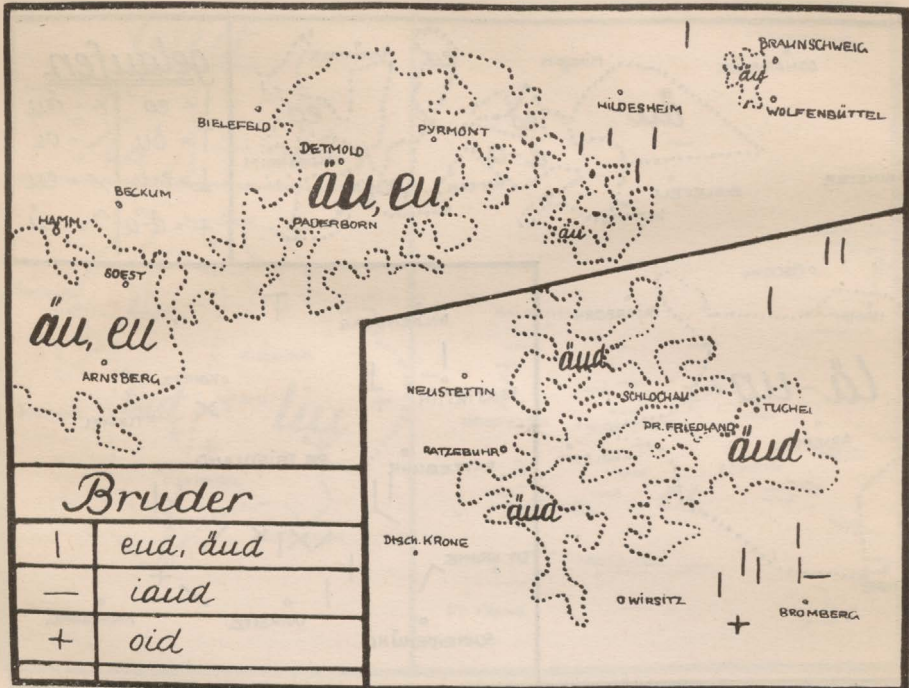 BRAUNSCHWEIG
äu
WOLFENBÜTTEL
HILDESHEIM
BIELEFELD
PYRMONT
DETMOLD
äu, eu
BECKUM
HAMM
PADERBORN
äu
SOEST
äu, eu
ARNSBERG
äud
NEUSTETTIN
SCHLOCHAU
TUCHEL
PR. FRIEDLAND
RATZEBUHR
äud
äud
DTSCH. KRONE
WIRSITZ
BROMBERG
Bruder
| eud, äud
— iaud
+ oid